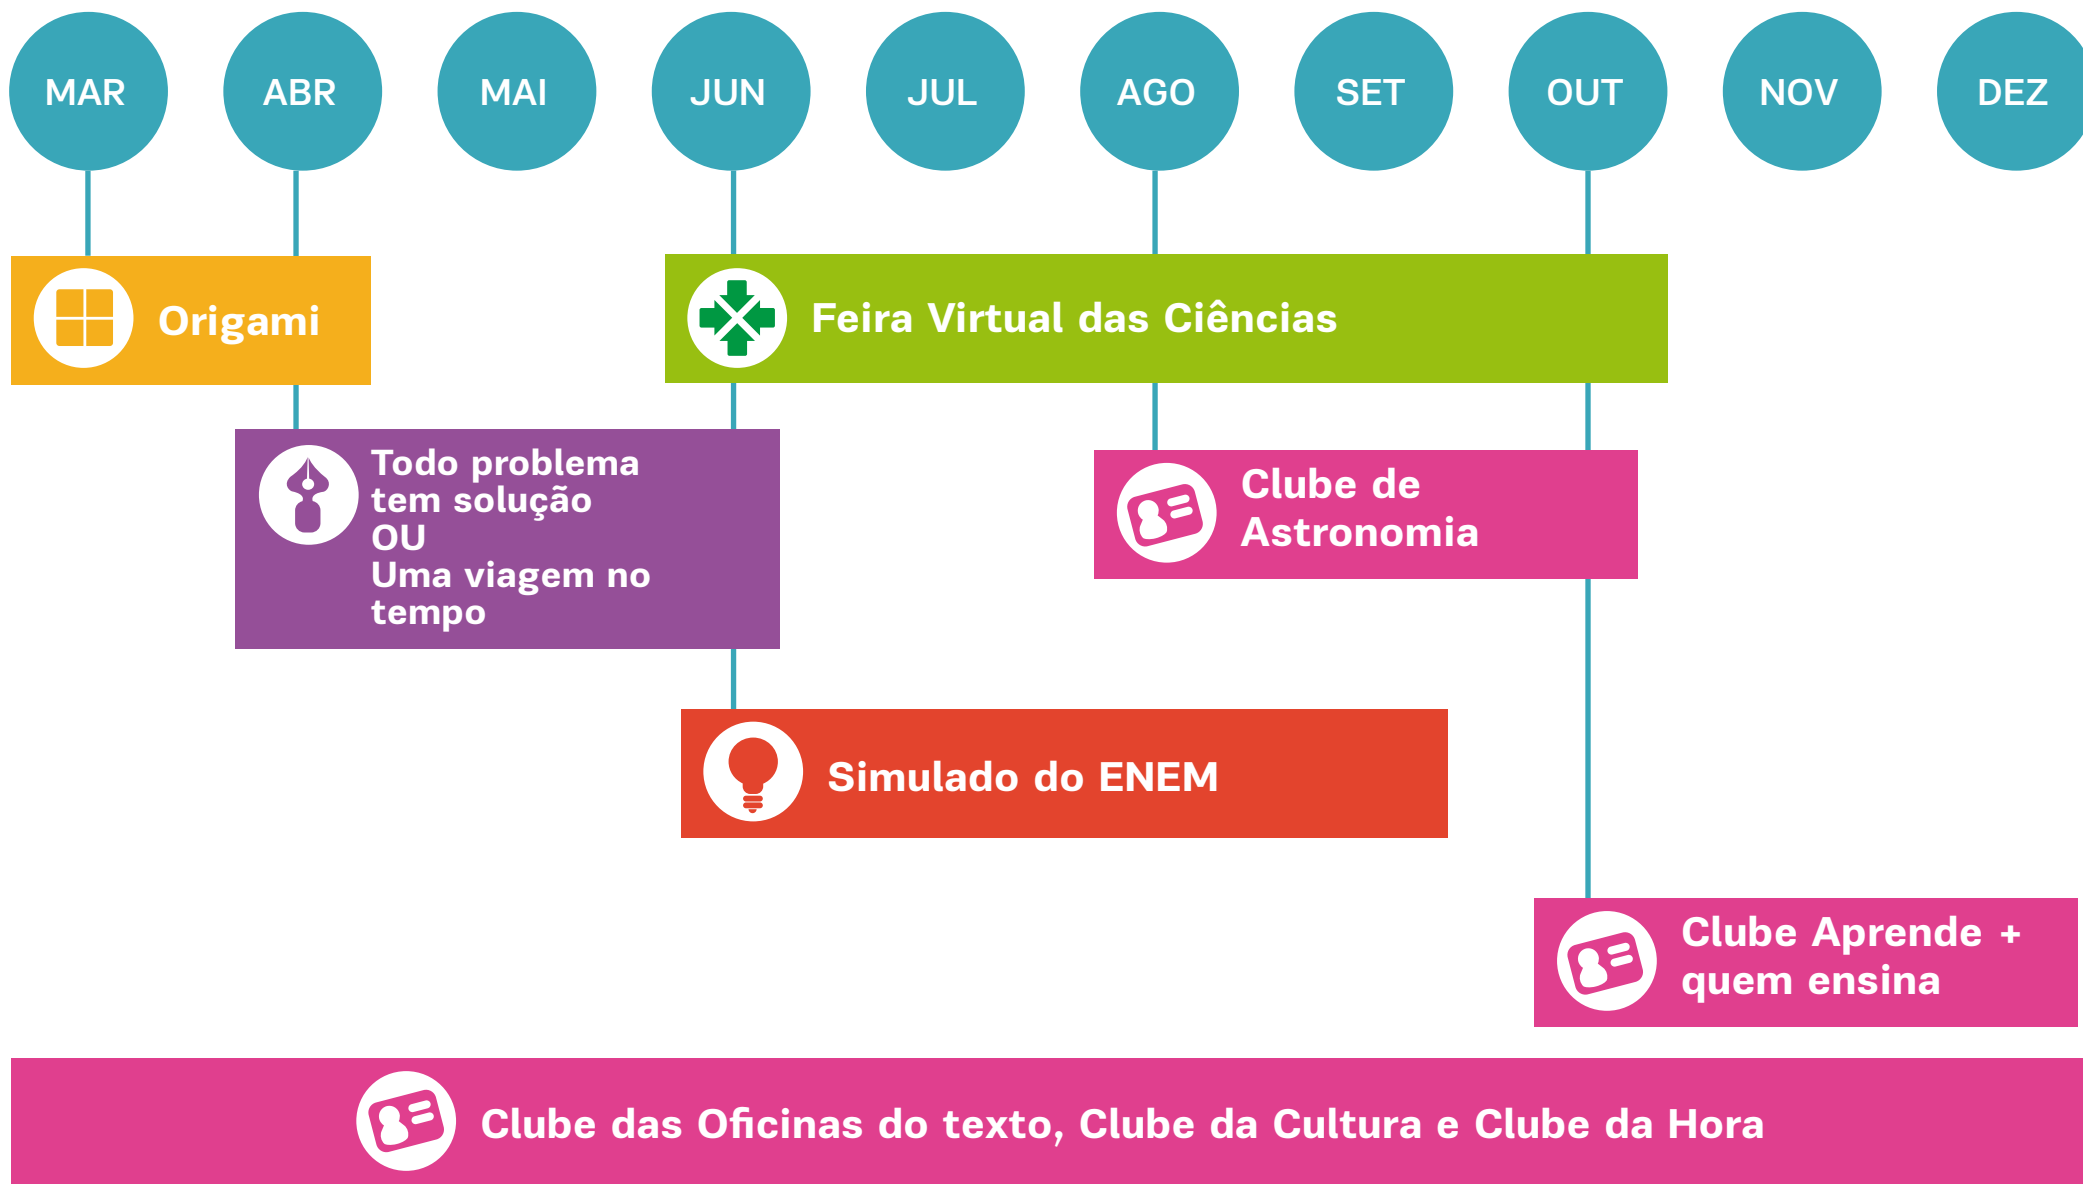 MAR
ABR
MAI
JUN
JUL
AGO
SET
OUT
NOV
DEZ
Origami
Feira Virtual das Ciências
Todo problema
tem solução
OU
Uma viagem no
tempo
Clube de
Astronomia
Simulado do ENEM
Clube Aprende +
quem ensina
Clube das Oficinas do texto, Clube da Cultura e Clube da Hora